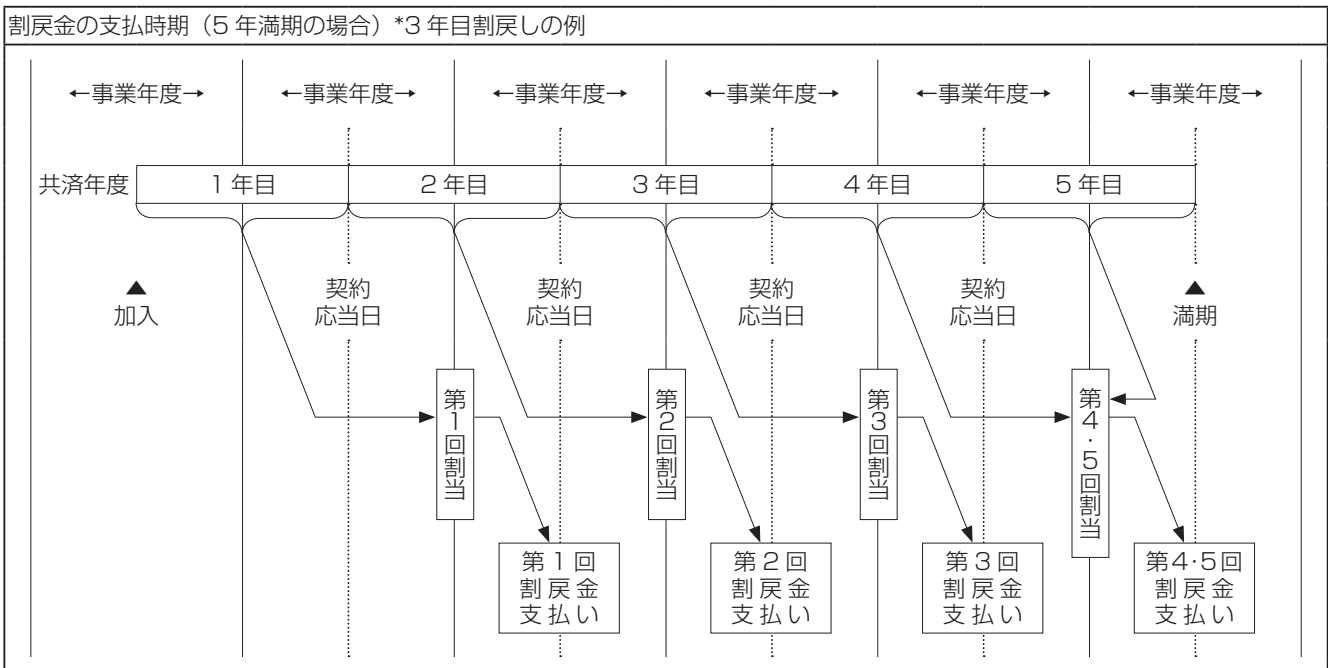 割戻金の支払時期（5 年満期の場合）*3 年目割戻しの例
←事業年度→ ←事業年度→ ←事業年度→ ←事業年度→ ←事業年度→ ←事業年度→
共済年度 1 年目 2 年目 3 年目 4 年目 5 年目
▲
加入
契約
応当日
契約
応当日
契約
応当日
契約
応当日
▲
満期
第1回割当
第2回割当
第3回割当
第4・5回割当
第 1 回
割 戻 金
支 払 い
第 2 回
割 戻 金
支 払 い
第 3 回
割 戻 金
支 払 い
第4・5回
割 戻 金
支 払 い